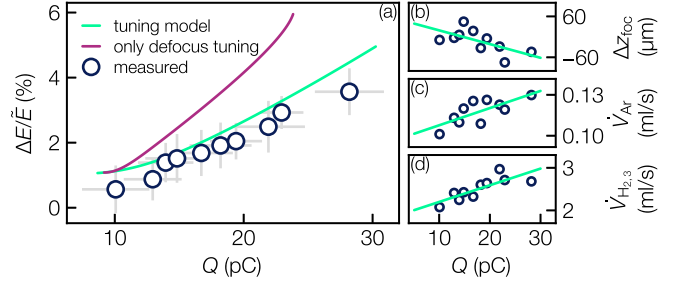 (a)
tuning model
only defocus tuning
measured
6
4
2
0
ΔE/Ẽ (%)
10
20
30
Q (pC)
(b)
60
−60
Δz_foc
(μm)
(c)
0.13
0.10
V̇_Ar
(ml/s)
(d)
3
2
V̇_H2,3
(ml/s)
10
20
30
Q (pC)